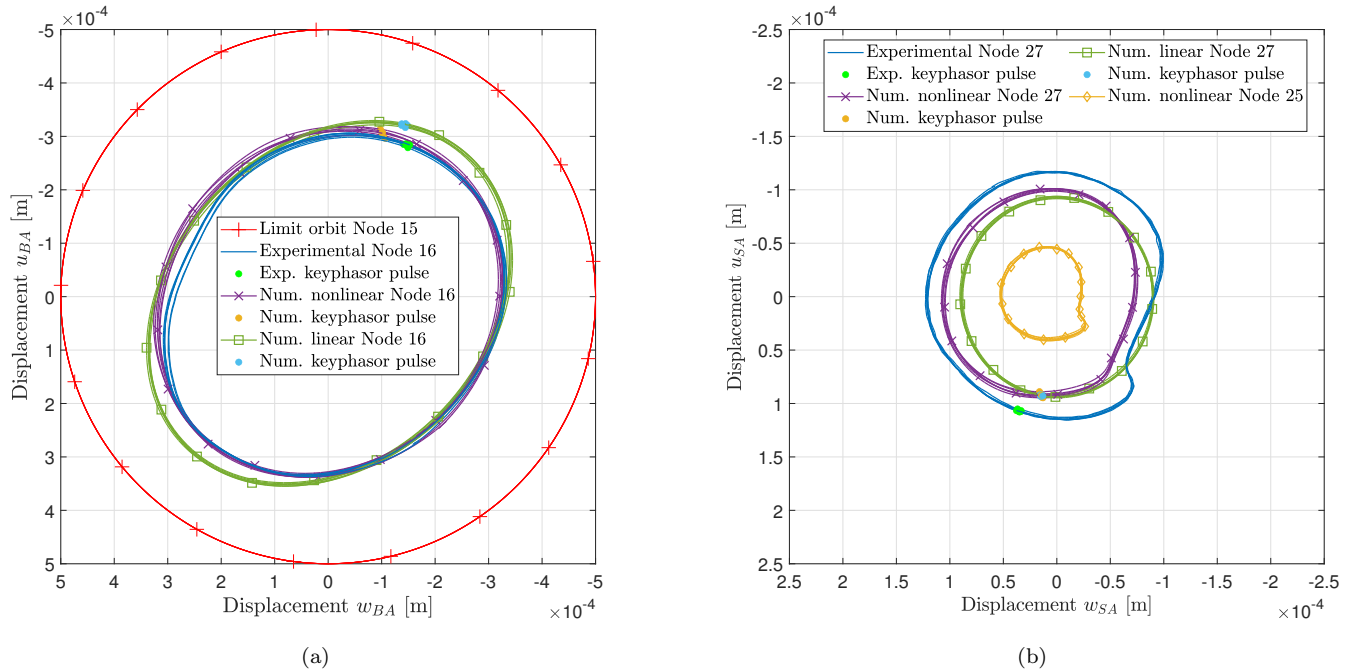 ×10⁻⁴
-5
-4
-3
-2
-1
0
1
2
3
4
5
Displacement u_BA [m]
Limit orbit Node 15
Experimental Node 16
Exp. keyphasor pulse
Num. nonlinear Node 16
Num. keyphasor pulse
Num. linear Node 16
Num. keyphasor pulse
5 4 3 2 1 0 -1 -2 -3 -4 -5
Displacement w_BA [m]
×10⁻⁴
(a)
×10⁻⁴
-2.5
-2
-1.5
-1
-0.5
0
0.5
1
1.5
2
2.5
Displacement u_SA [m]
Experimental Node 27
Exp. keyphasor pulse
Num. nonlinear Node 27
Num. keyphasor pulse
Num. linear Node 27
Num. keyphasor pulse
Num. nonlinear Node 25
2.5 2 1.5 1 0.5 0 -0.5 -1 -1.5 -2 -2.5
Displacement w_SA [m]
×10⁻⁴
(b)